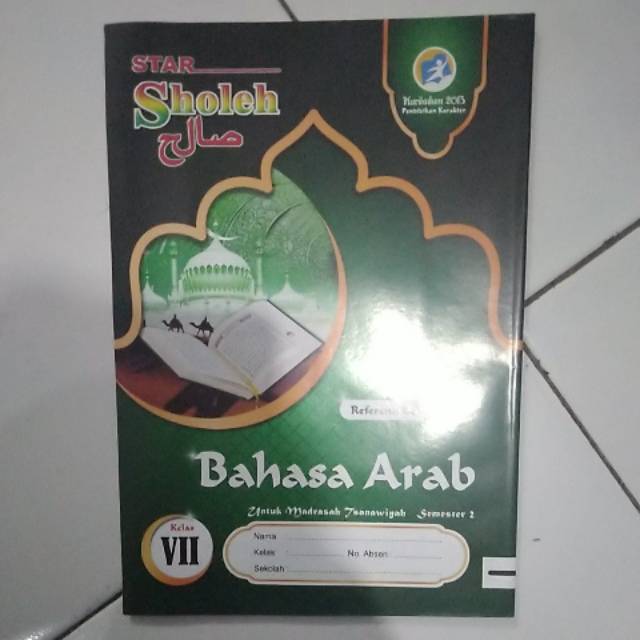 STAR
Sholeh
صالح
Kurikulum 2013
Pendidikan Karakter
Bahasa Arab
Untuk Madrasah Tsanawiyah Semester 2
Kelas
VII
Nama
Kelas No. Absen
Sekolah